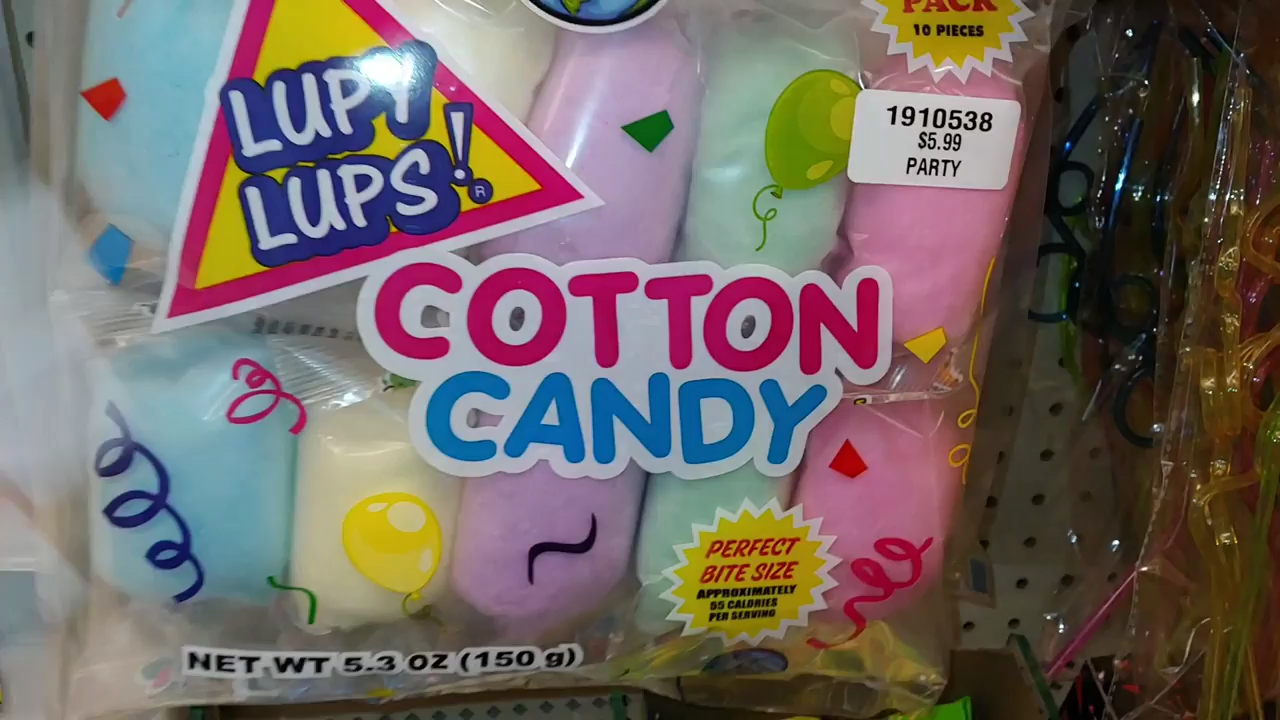 PACK
10 PIECES
LUPY
LUPS!
®
1910538
$5.99
PARTY
COTTON
CANDY
PERFECT
BITE SIZE
APPROXIMATELY
55 CALORIES
PER SERVING
NET WT 5.3 OZ (150 g)